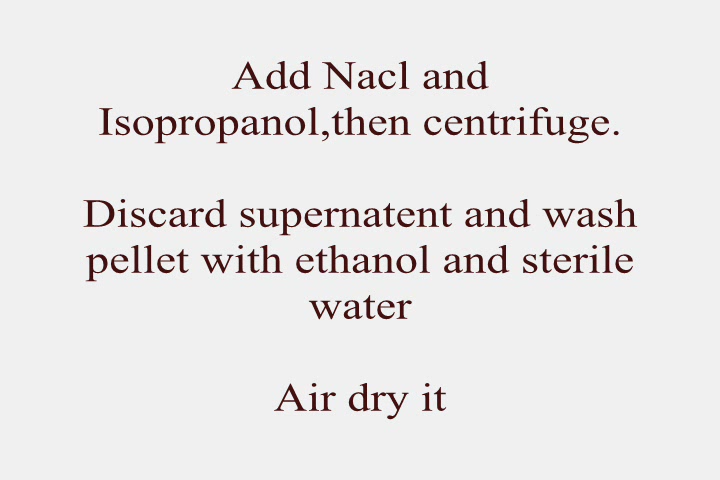 Add Nacl and
Isopropanol,then centrifuge.
Discard supernatent and wash
pellet with ethanol and sterile
water
Air dry it